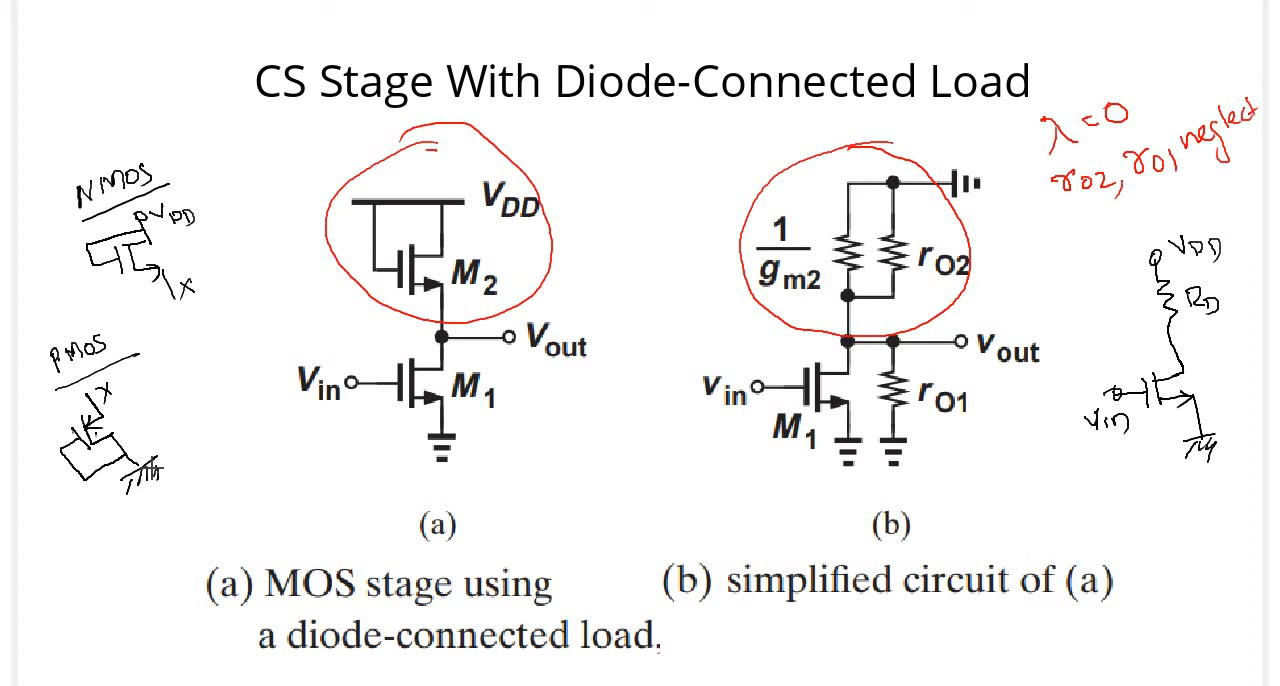 CS Stage With Diode-Connected Load
λ=0
ro2, ro1 neglect
NMOS
VDD
X
PMOS
X
VDD
M2
Vout
Vin
M1
(a)
1
gm2
rO2
Vout
Vin
rO1
M1
(b)
VDD
RD
Vin
(a) MOS stage using
a diode-connected load.
(b) simplified circuit of (a)